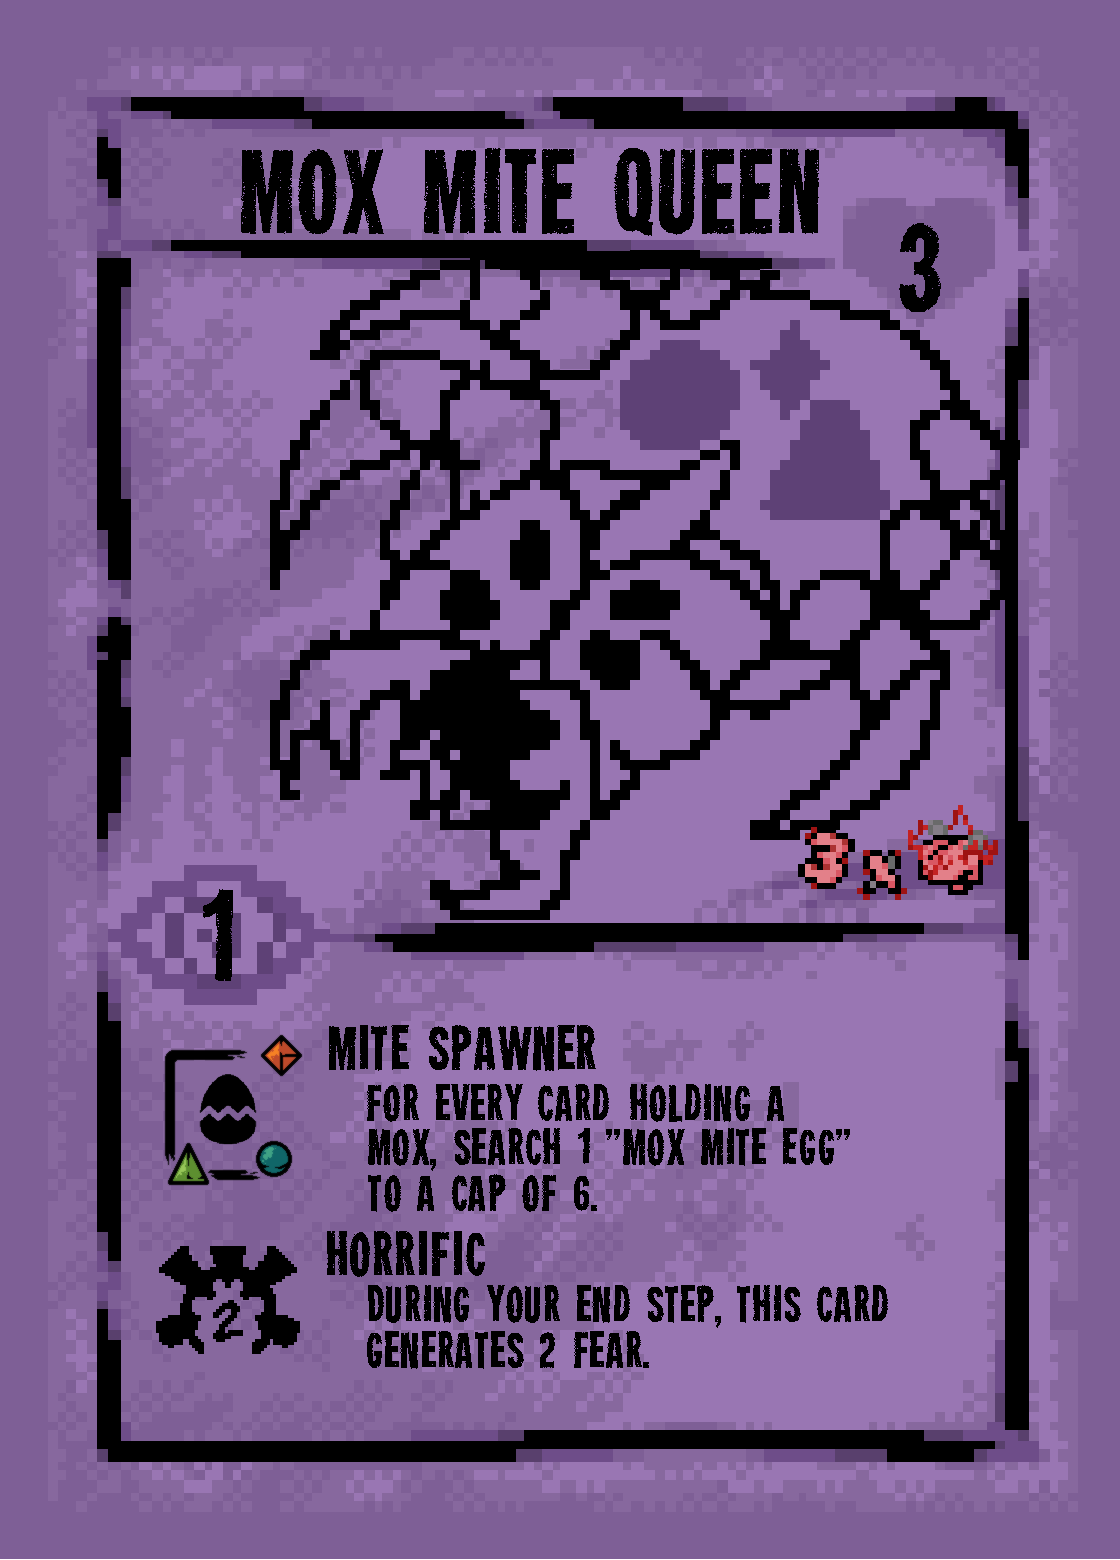 MOX MITE QUEEN
3
3 x
1
MITE SPAWNER
FOR EVERY CARD HOLDING A
MOX, SEARCH 1 "MOX MITE EGG"
TO A CAP OF 6.
HORRIFIC
2
DURING YOUR END STEP, THIS CARD
GENERATES 2 FEAR.